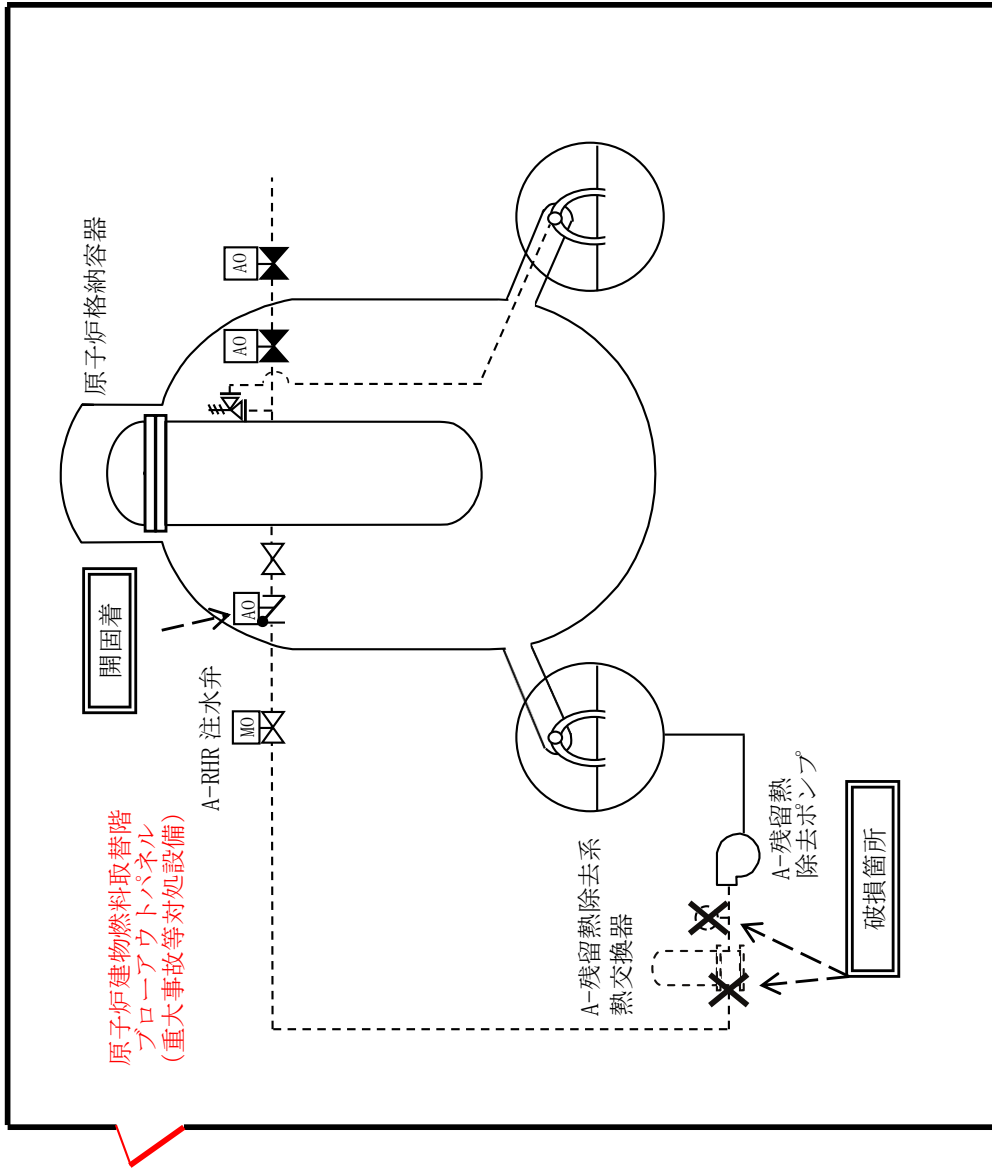 原子炉建物燃料取替階
ブローアウトパネル
(重大事故等対処設備)
A-RHR 注水弁
MO
開固着
AO
原子炉格納容器
AO
AO
A-残留熱除去系
熱交換器
A-残留熱
除去ポンプ
破損箇所